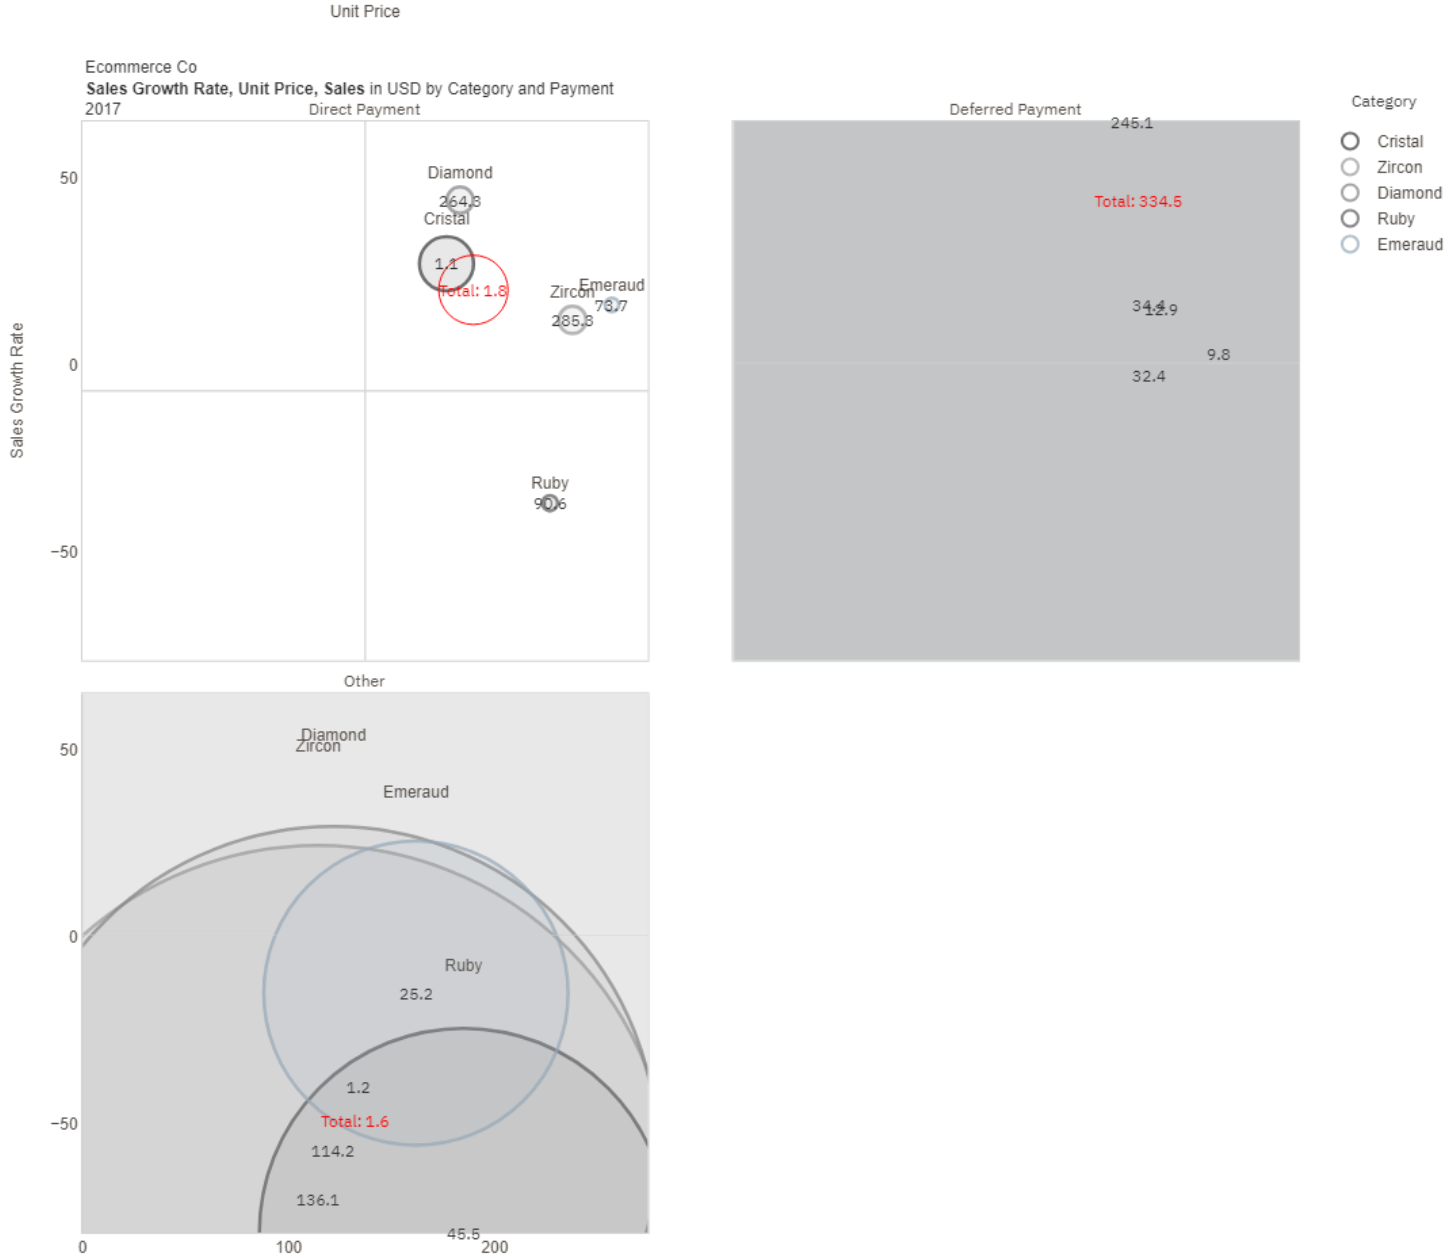 Unit Price
Ecommerce Co
Sales Growth Rate, Unit Price, Sales in USD by Category and Payment
2017
Direct Payment
Deferred Payment
Category
Cristal
Zircon
Diamond
Ruby
Emeraud
Sales Growth Rate
50
0
−50
Diamond
264.3
Cristal
1.1
Total: 1.8
Zircon
285.3
Emeraud
73.7
Ruby
90.6
245.1
Total: 334.5
34.4
12.9
9.8
32.4
Other
50
0
−50
Diamond
Zircon
Emeraud
Ruby
25.2
1.2
Total: 1.6
114.2
136.1
45.5
0
100
200